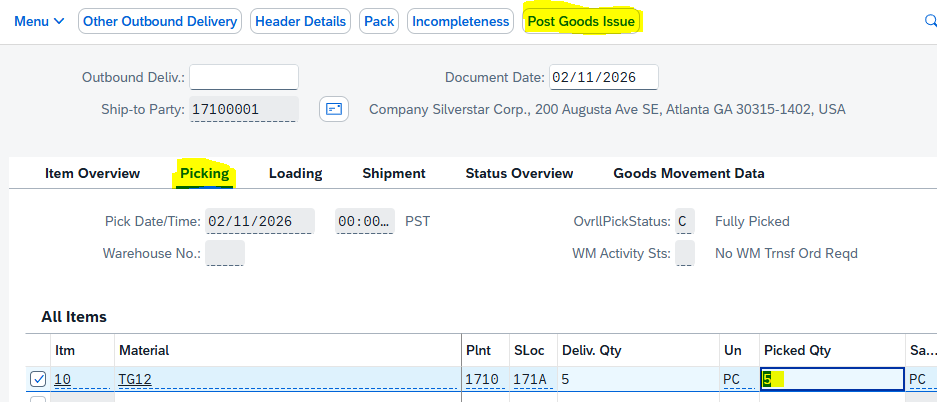 Menu Other Outbound Delivery Header Details Pack Incompleteness Post Goods Issue
Outbound Deliv.: Document Date: 02/11/2026
Ship-to Party: 17100001 Company Silverstar Corp., 200 Augusta Ave SE, Atlanta GA 30315-1402, USA
Item Overview Picking Loading Shipment Status Overview Goods Movement Data
Pick Date/Time: 02/11/2026 00:00... PST OvrllPickStatus: C Fully Picked
Warehouse No.: WM Activity Sts: No WM Trnsf Ord Reqd
All Items
Itm Material Plnt SLoc Deliv. Qty Un Picked Qty Sa...
10 TG12 1710 171A 5 PC 5 PC